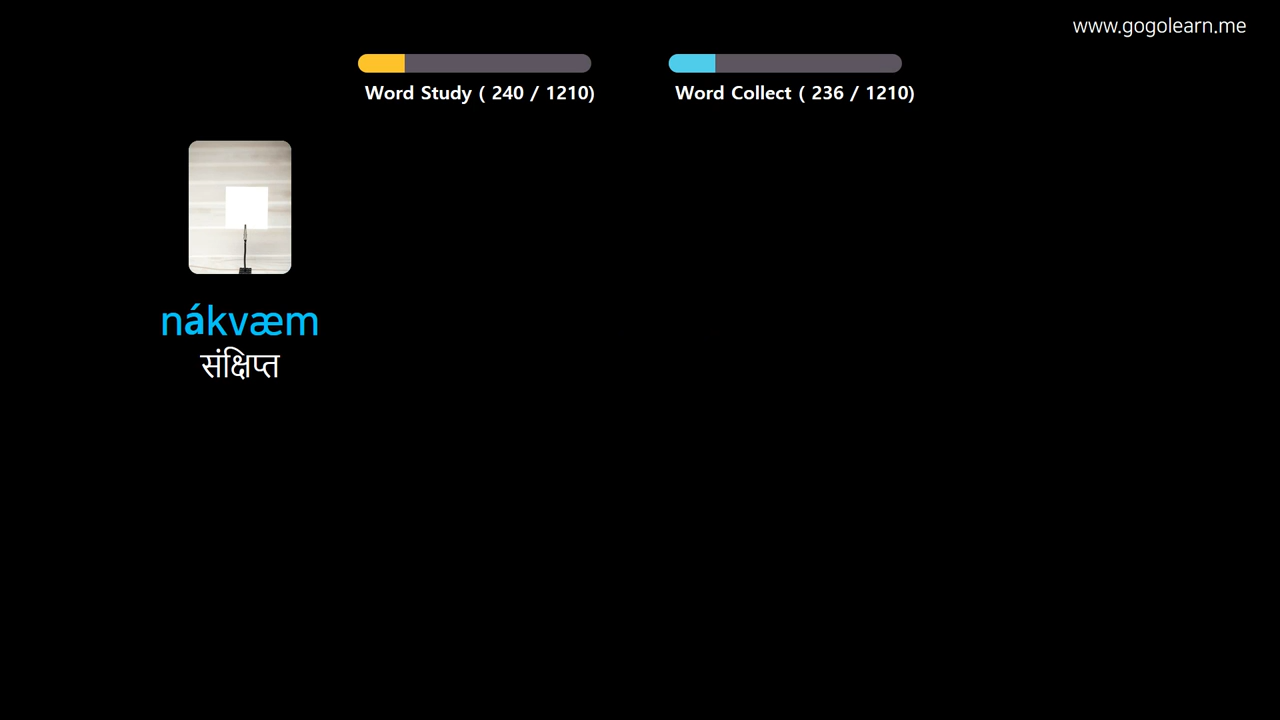 www.gogolearn.me
Word Study ( 240 / 1210)
Word Collect ( 236 / 1210)
nákvæm
संक्षिप्त